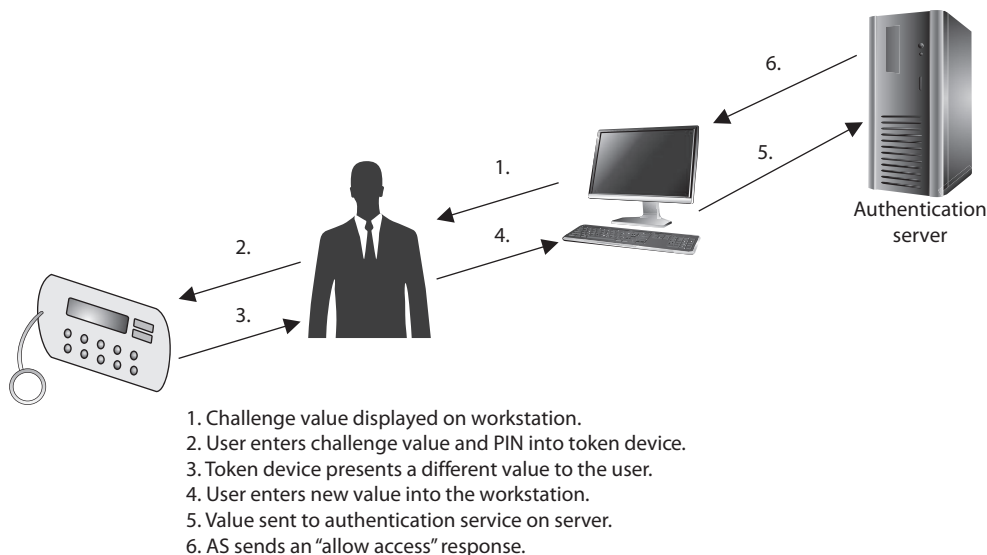 6.
1.
5.
Authentication
server
2.
4.
3.
1. Challenge value displayed on workstation.
2. User enters challenge value and PIN into token device.
3. Token device presents a different value to the user.
4. User enters new value into the workstation.
5. Value sent to authentication service on server.
6. AS sends an “allow access” response.